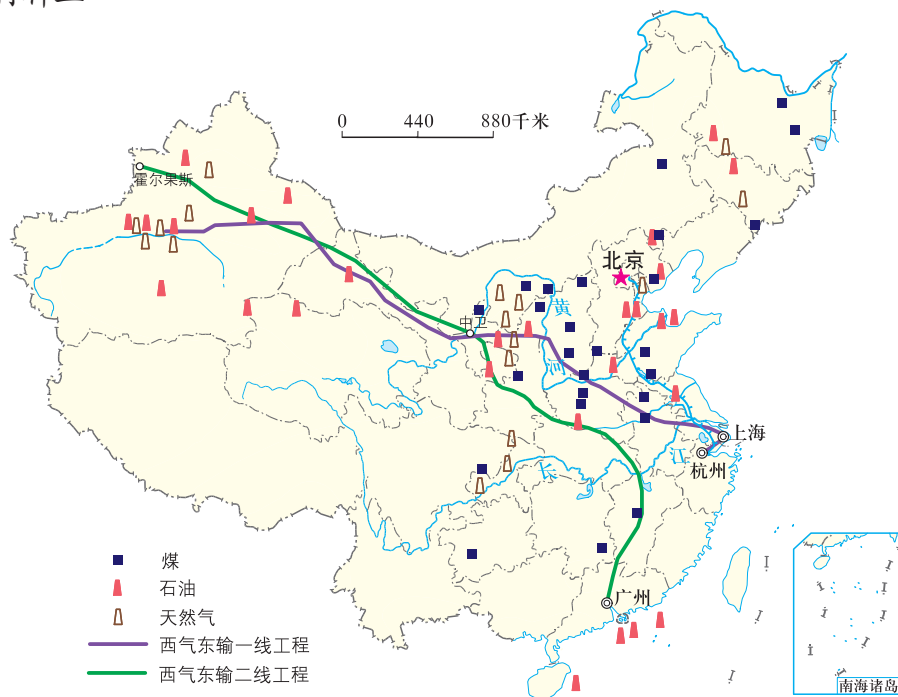 0 440 880千米
霍尔果斯
北京
黄
中卫
河
上海
江
杭州
长
煤
石油
广州
天然气
西气东输一线工程
西气东输二线工程
南海诸岛